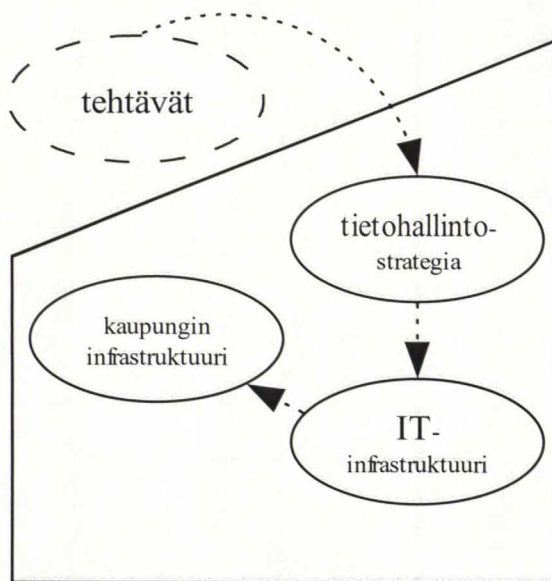 tehtävät
tietohallinto-
strategia
kaupungin
infrastruktuuri
IT-
infrastruktuuri